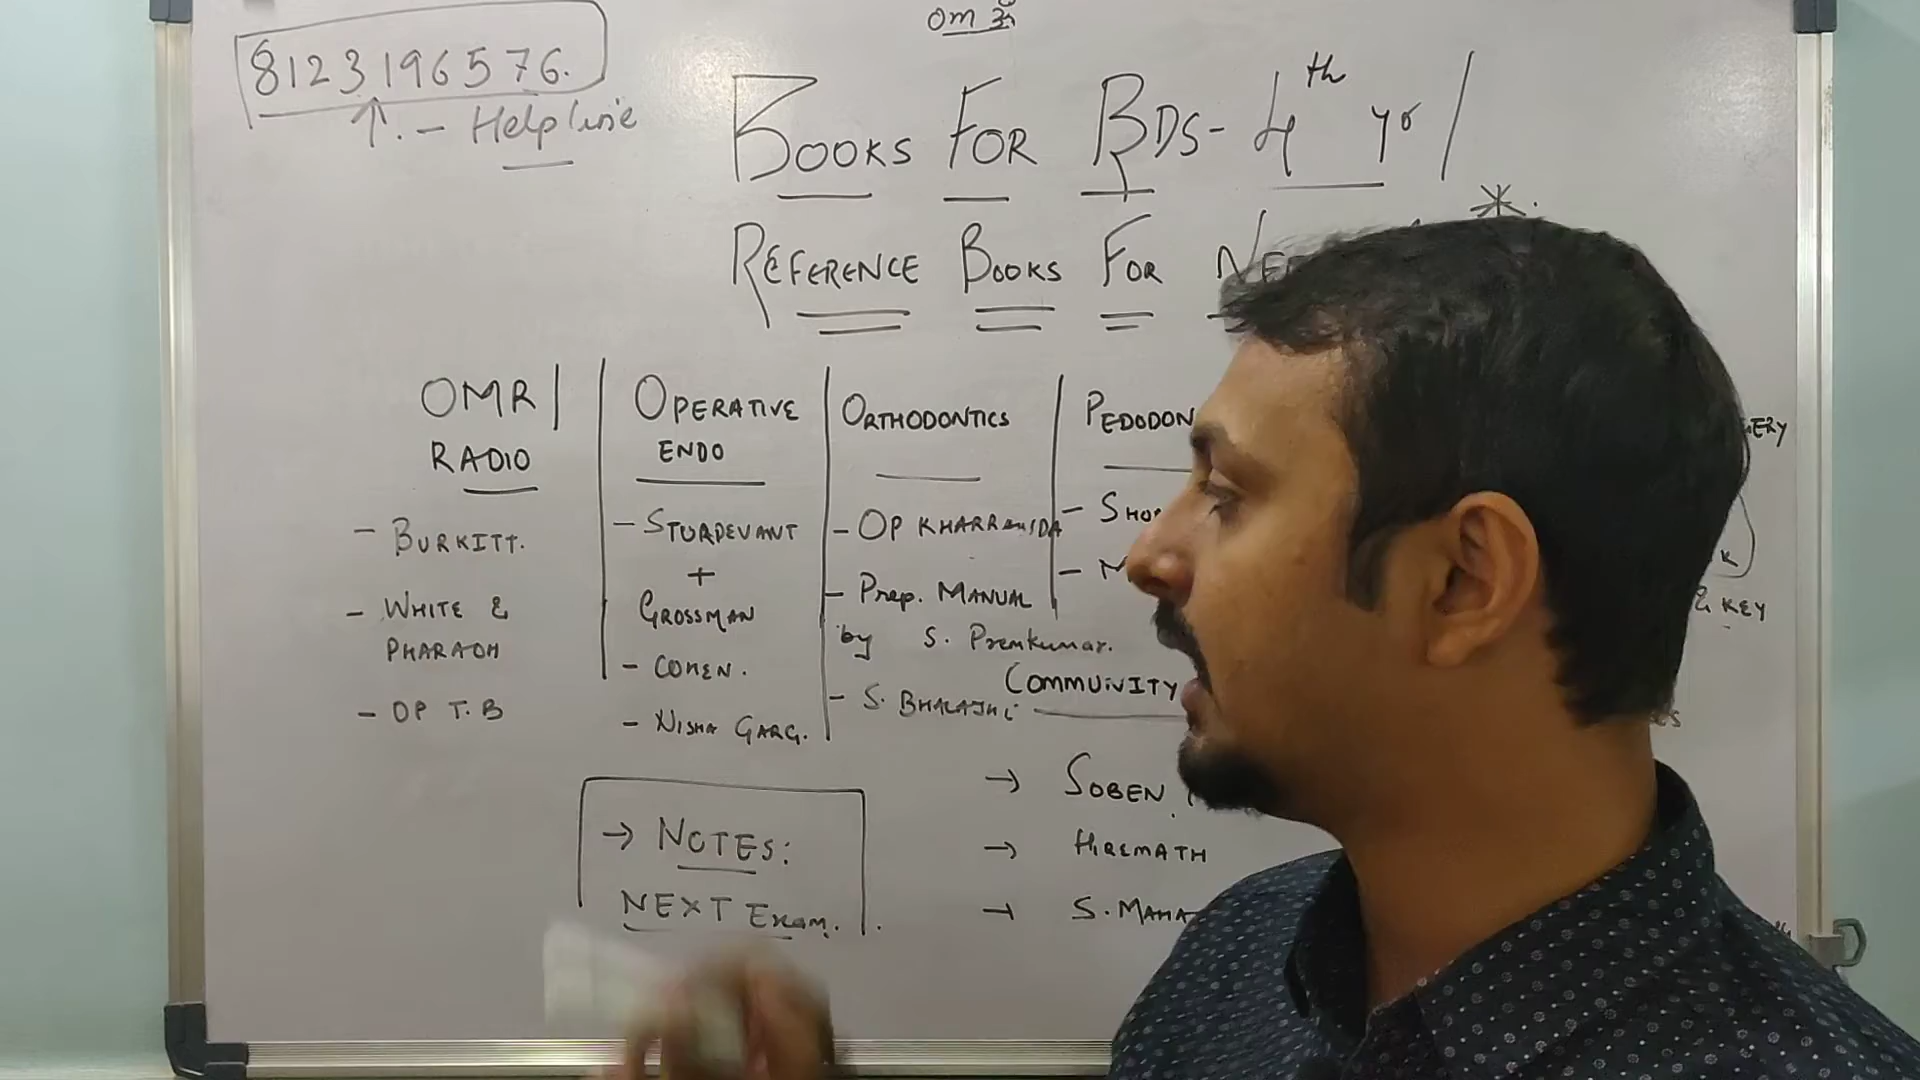 Om ॐ
8123196576.
↑. - Helpline
BOOKS FOR BDS - 4th yr /
REFERENCE BOOKS FOR
OMR /
RADIO
- BURKITT.
- WHITE &
PHARAOH
- OP T.B
OPERATIVE
ENDO
- STURDEVANT
+
GROSSMAN
- COHEN.
- NISHA GARG.
ORTHODONTICS
- OP KHARBANDA
- Prep. MANUAL
by S. Premkumar.
- S. BHALAJHI
COMMUNITY
→ SOBEN
→ HIREMATH
→ S.
& KEY
→ NOTES:
NEXT Exam.